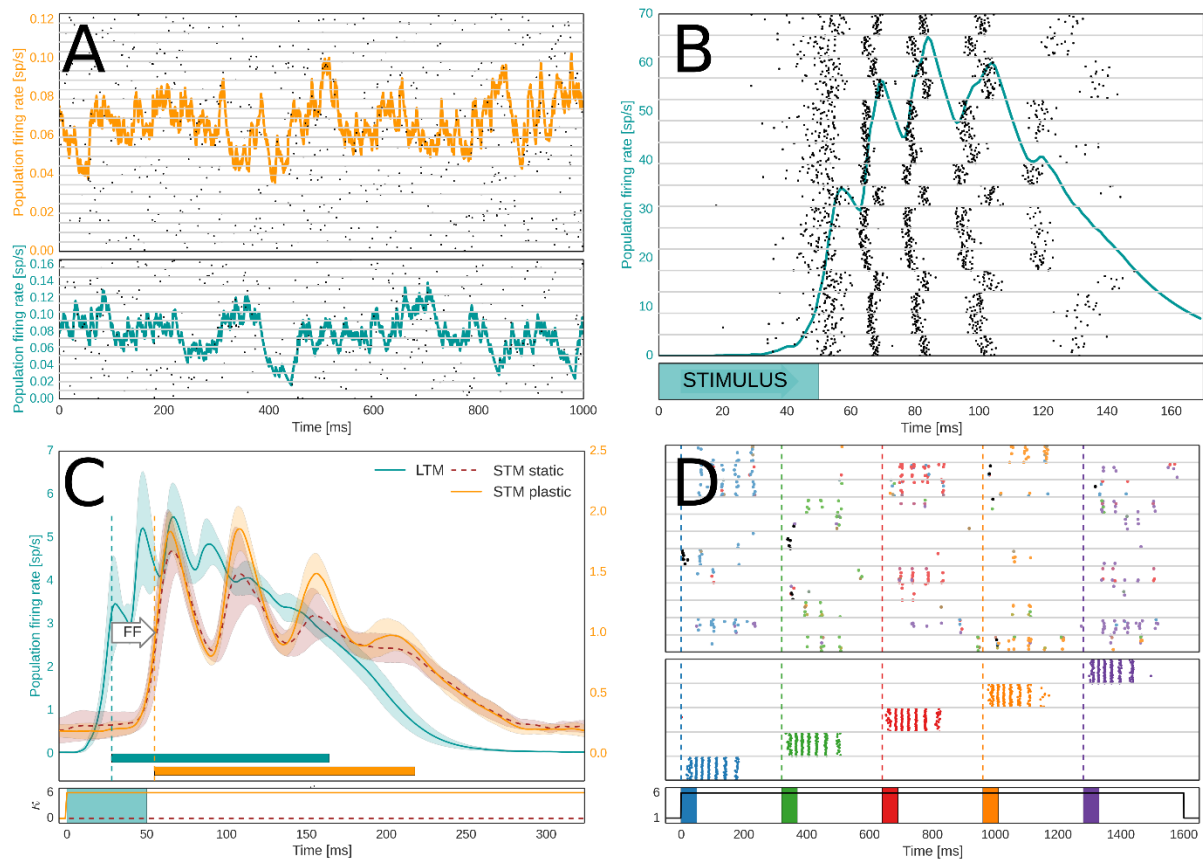 A
Population firing rate [sp/s]
0.12
0.10
0.08
0.06
0.04
0.02
0.00
Population firing rate [sp/s]
0.16
0.14
0.12
0.10
0.08
0.06
0.04
0.02
0.00
0 200 400 600 800 1000
Time [ms]
B
Population firing rate [sp/s]
70
60
50
40
30
20
10
0
STIMULUS
0 20 40 60 80 100 120 140 160
Time [ms]
C
LTM STM static
STM plastic
Population firing rate [sp/s]
7
6
5
4
3
2
1
0
2.5
2.0
1.5
1.0
0.5
0.0
FF
κ
6
0
0 50 100 150 200 250 300
Time [ms]
D
6
1
0 200 400 600 800 1000 1200 1400 1600
Time [ms]